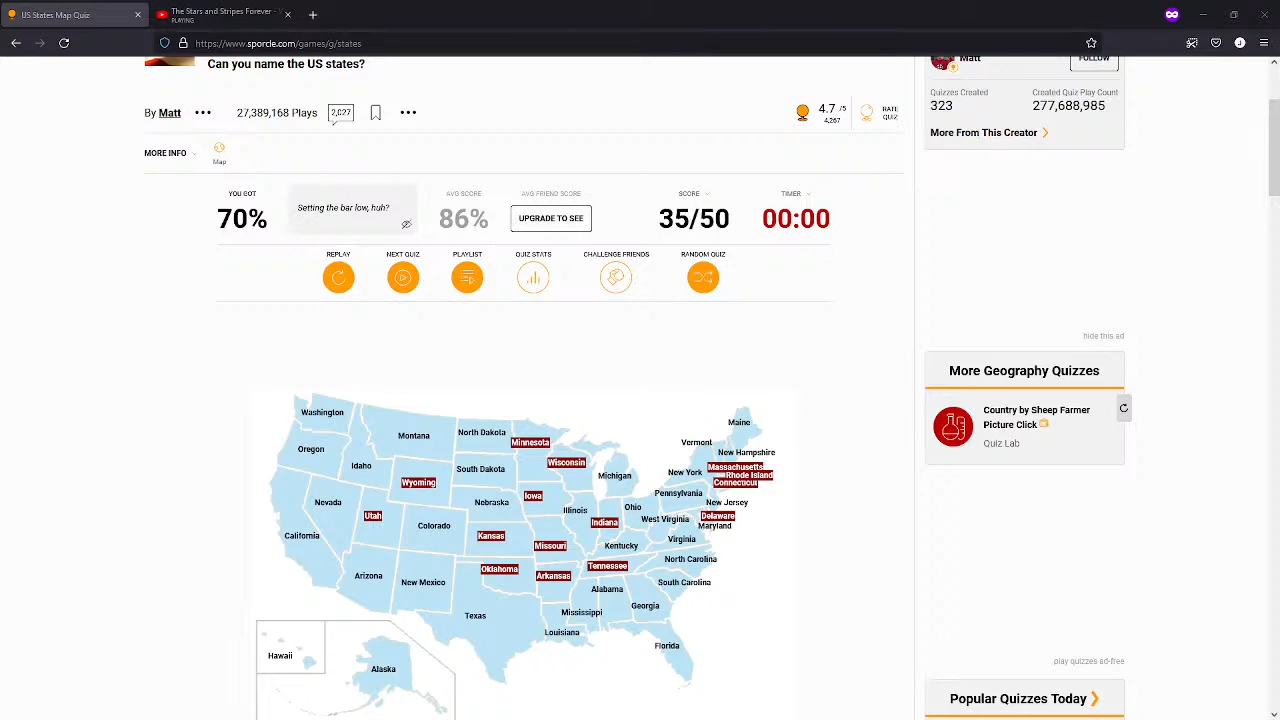 US States Map Quiz
The Stars and Stripes Forever -
PLAYING
https://www.sporcle.com/games/g/states
Can you name the US states?
By Matt
27,389,168 Plays
2,027
4.7 /5
4,267
RATE
QUIZ
MORE INFO
Map
YOU GOT
70%
Setting the bar low, huh?
AVG SCORE
86%
AVG FRIEND SCORE
UPGRADE TO SEE
SCORE
35/50
TIMER
00:00
REPLAY
NEXT QUIZ
PLAYLIST
QUIZ STATS
CHALLENGE FRIENDS
RANDOM QUIZ
Washington
Montana
North Dakota
Minnesota
Maine
Oregon
Idaho
South Dakota
Wisconsin
Michigan
Vermont
New Hampshire
Wyoming
New York
Massachusetts
Rhode Island
Connecticut
Nevada
Nebraska
Iowa
Pennsylvania
New Jersey
Utah
Colorado
Illinois
Indiana
Ohio
West Virginia
Delaware
Maryland
California
Kansas
Missouri
Kentucky
Virginia
Arizona
New Mexico
Oklahoma
Arkansas
Tennessee
North Carolina
South Carolina
Texas
Mississippi
Alabama
Georgia
Louisiana
Florida
Hawaii
Alaska
Matt
FOLLOW
Quizzes Created
323
Created Quiz Play Count
277,688,985
More From This Creator
hide this ad
More Geography Quizzes
Country by Sheep Farmer
Picture Click
Quiz Lab
play quizzes ad-free
Popular Quizzes Today